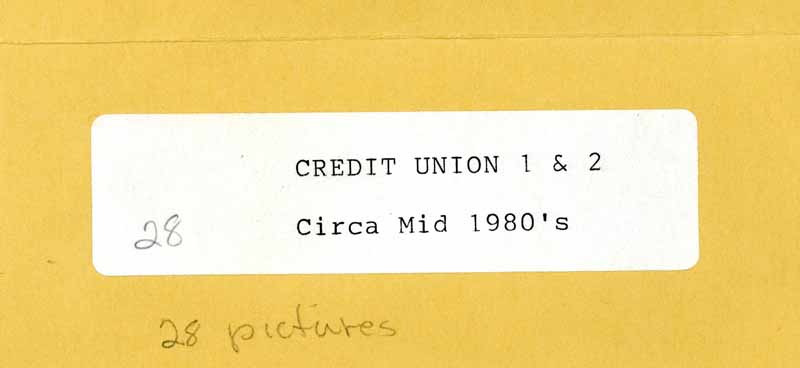 CREDIT UNION 1 & 2
28 Circa Mid 1980's
28 pictures